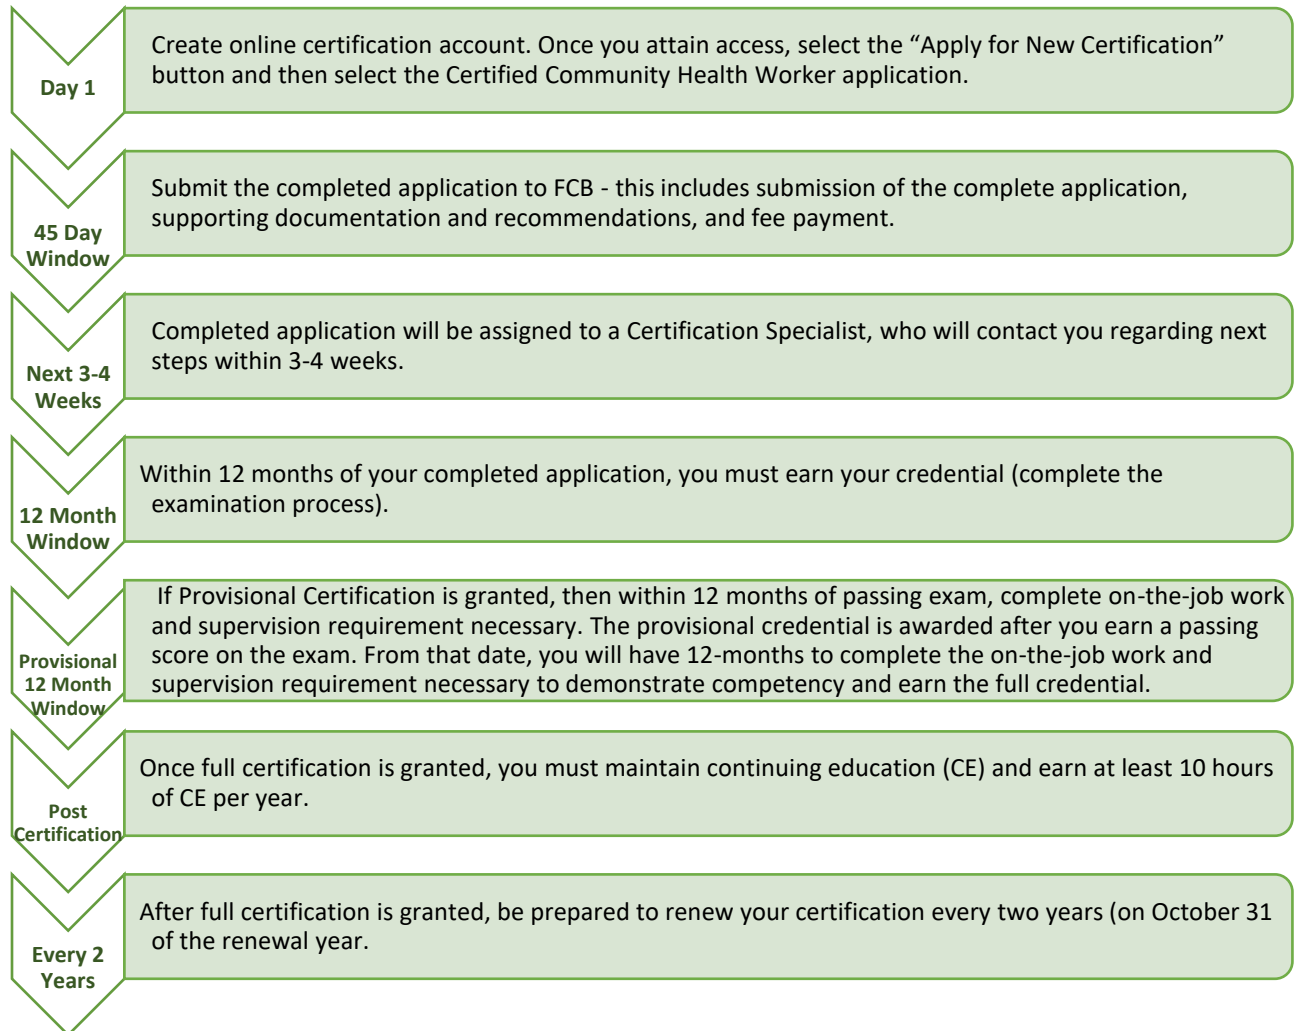 Day 1
Create online certification account. Once you attain access, select the “Apply for New Certification”
button and then select the Certified Community Health Worker application.
45 Day
Window
Submit the completed application to FCB - this includes submission of the complete application,
supporting documentation and recommendations, and fee payment.
Next 3-4
Weeks
Completed application will be assigned to a Certification Specialist, who will contact you regarding next
steps within 3-4 weeks.
12 Month
Window
Within 12 months of your completed application, you must earn your credential (complete the
examination process).
Provisional
12 Month
Window
If Provisional Certification is granted, then within 12 months of passing exam, complete on-the-job work
and supervision requirement necessary. The provisional credential is awarded after you earn a passing
score on the exam. From that date, you will have 12-months to complete the on-the-job work and
supervision requirement necessary to demonstrate competency and earn the full credential.
Post
Certification
Once full certification is granted, you must maintain continuing education (CE) and earn at least 10 hours
of CE per year.
Every 2
Years
After full certification is granted, be prepared to renew your certification every two years (on October 31
of the renewal year.